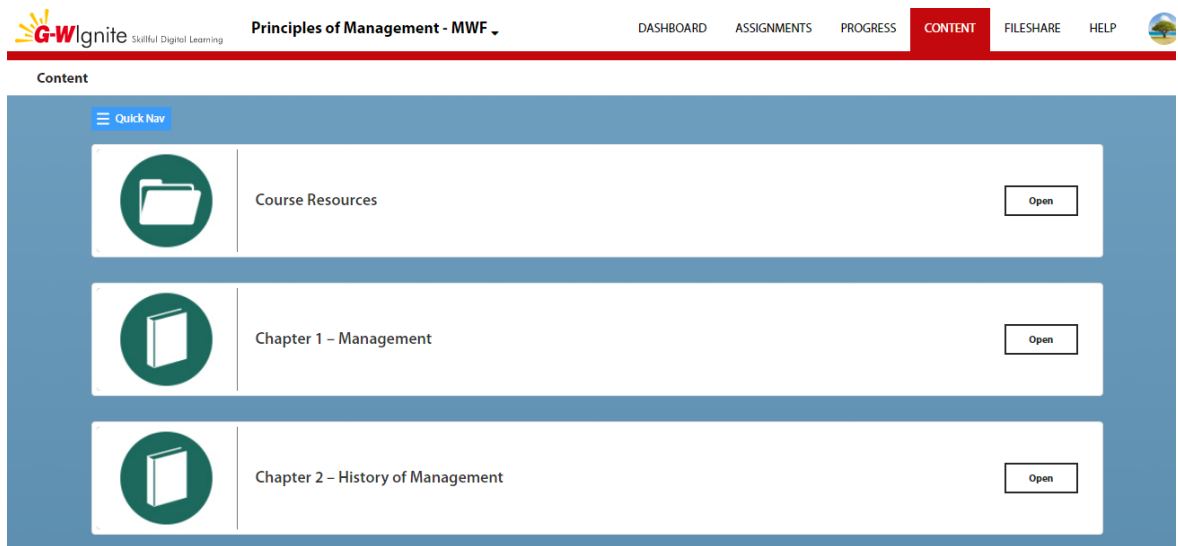 G-W Ignite Skillful Digital Learning
Principles of Management - MWF
DASHBOARD ASSIGNMENTS PROGRESS CONTENT FILESHARE HELP
Content
Quick Nav
Course Resources
Open
Chapter 1 – Management
Open
Chapter 2 – History of Management
Open